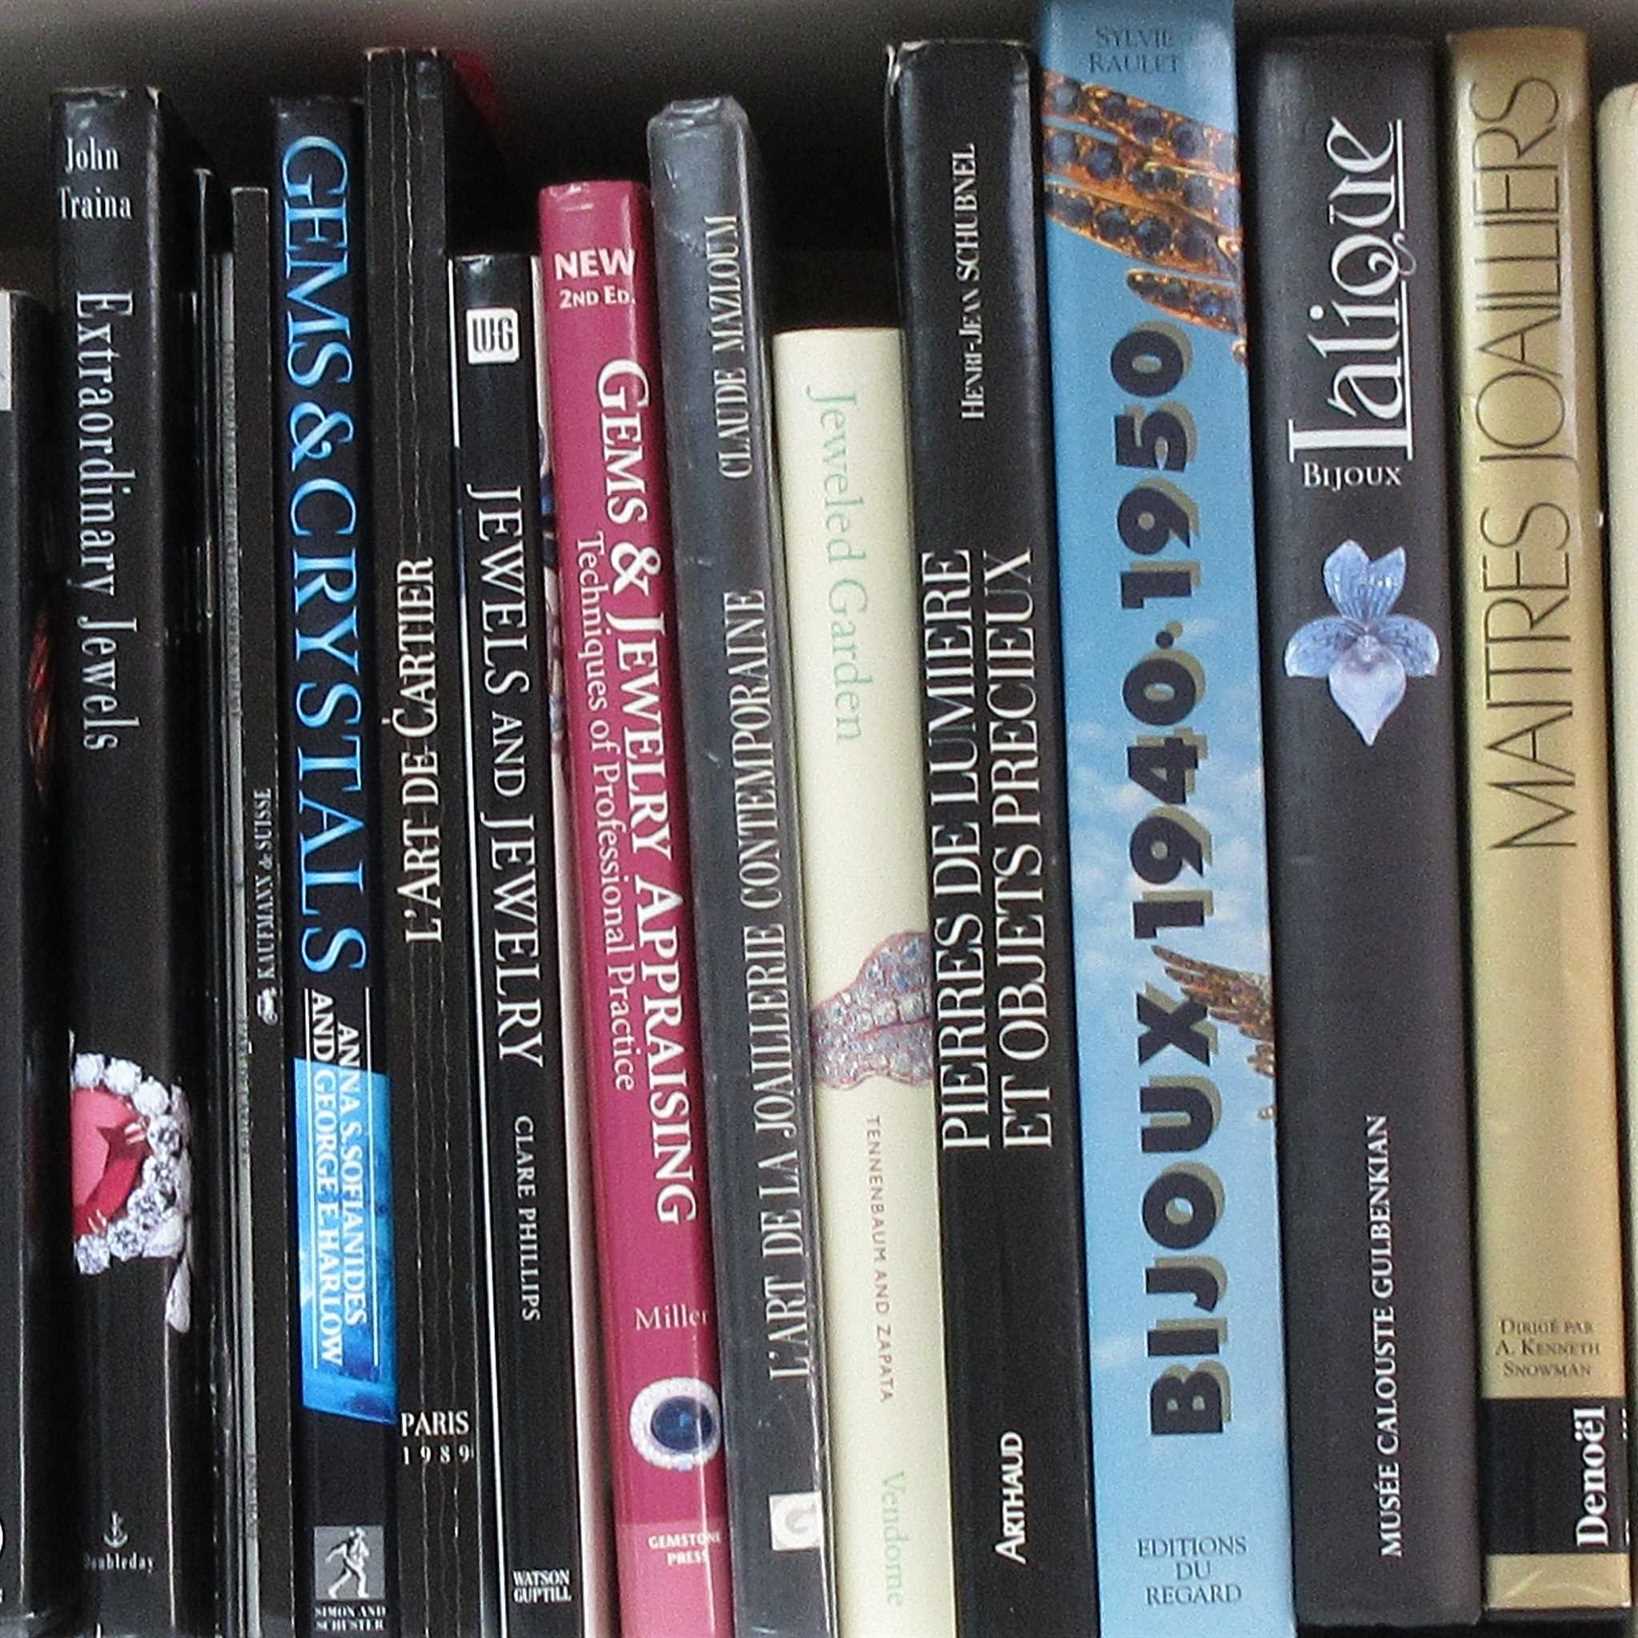 John
Traina
Extraordinary Jewels
Doubleday
KAUFMANN de SUISSE
GEMS & CRYSTALS
ANNA S. SOFIANIDES
AND GEORGE E. HARLOW
SIMON AND
SCHUSTER
L'ART DE CARTIER
PARIS
1989
WG
JEWELS AND JEWELRY
CLARE PHILLIPS
WATSON
GUPTILL
NEW
2ND ED.
GEMS & JEWELRY APPRAISING
Techniques of Professional Practice
Miller
GEMSTONE
PRESS
CLAUDE MAZLOUM
L'ART DE LA JOAILLERIE CONTEMPORAINE
Jeweled Garden
TENNENBAUM AND ZAPATA
Vendome
HENRI-JEAN SCHUBNEL
PIERRES DE LUMIERE
ET OBJETS PRECIEUX
ARTHAUD
SYLVIE
RAULET
BIJOUX/1940·1950
EDITIONS
DU
REGARD
Lalique
BIJOUX
MUSÉE CALOUSTE GULBENKIAN
MAITRES JOAILLIERS
DIRIGÉ PAR
A. KENNETH
SNOWMAN
Denoël